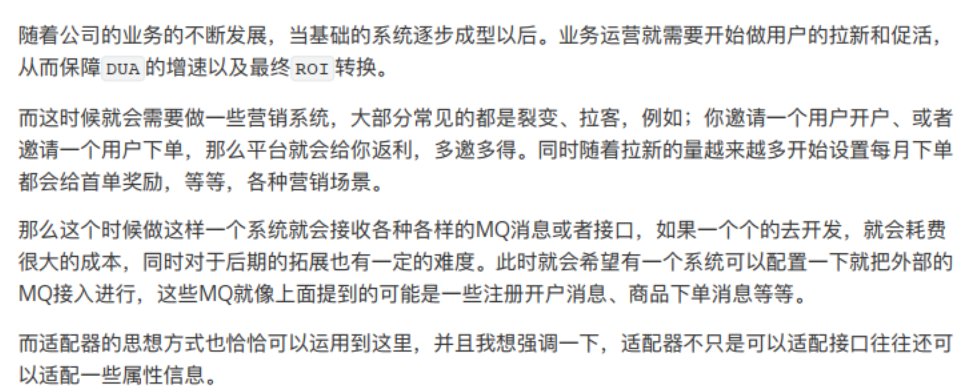 随着公司的业务的不断发展，当基础的系统逐步成型以后。业务运营就需要开始做用户的拉新和促活，
从而保障 DUA 的增速以及最终 ROI 转换。
而这时候就会需要做一些营销系统，大部分常见的都是裂变、拉客，例如；你邀请一个用户开户、或者
邀请一个用户下单，那么平台就会给你返利，多邀多得。同时随着拉新的量越来越多开始设置每月下单
都会给首单奖励，等等，各种营销场景。
那么这个时候做这样一个系统就会接收各种各样的MQ消息或者接口，如果一个个的去开发，就会耗费
很大的成本，同时对于后期的拓展也有一定的难度。此时就会希望有一个系统可以配置一下就把外部的
MQ接入进行，这些MQ就像上面提到的可能是一些注册开户消息、商品下单消息等等。
而适配器的思想方式也恰恰可以运用到这里，并且我想强调一下，适配器不只是可以适配接口往往还可
以适配一些属性信息。